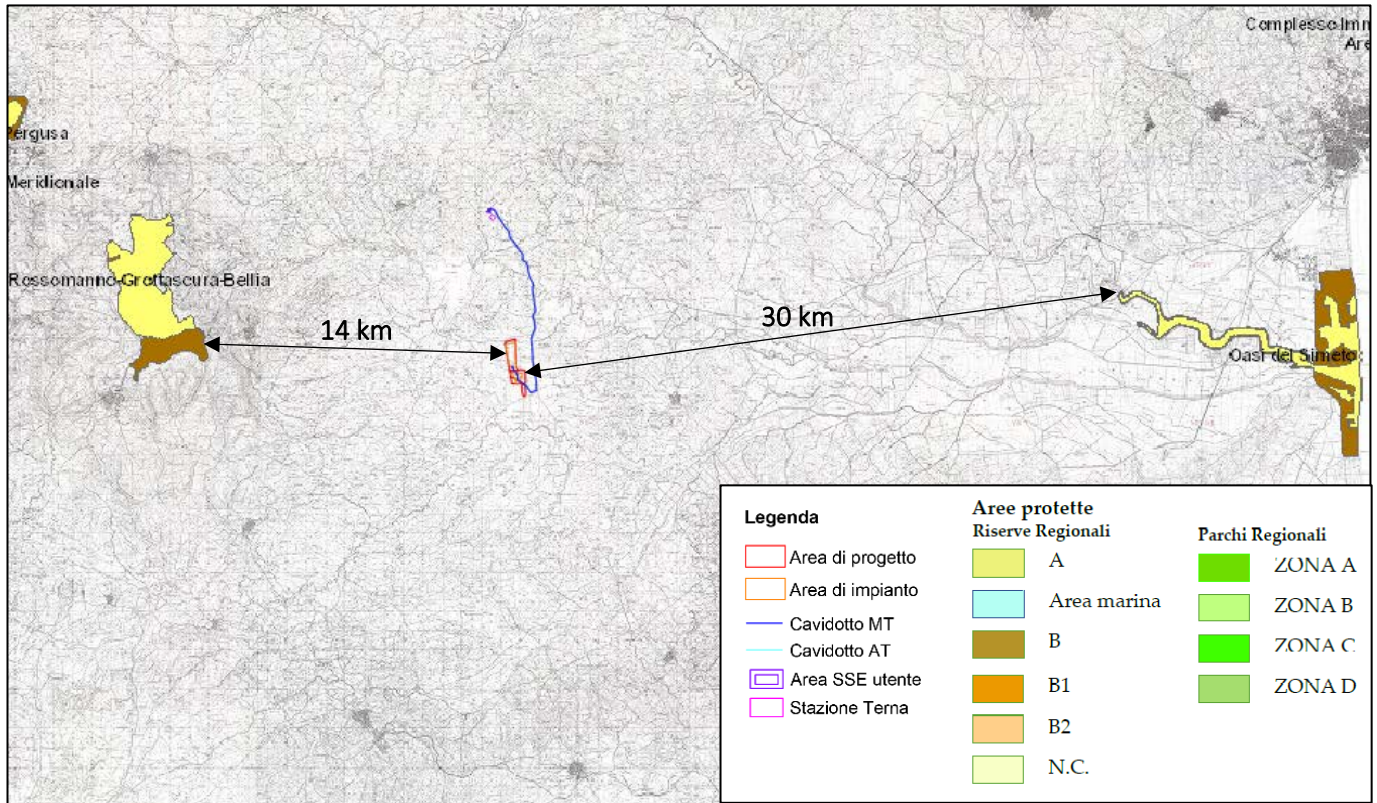 Complesso Imm
Are
Pergusa
Meridionale
Rossomanno-Grottascura-Bellia
14 km
30 km
Oasi del Simeto
Legenda
Area di progetto
Area di impianto
Cavidotto MT
Cavidotto AT
Area SSE utente
Stazione Terna
Aree protette
Riserve Regionali
A
Area marina
B
B1
B2
N.C.
Parchi Regionali
ZONA A
ZONA B
ZONA C
ZONA D